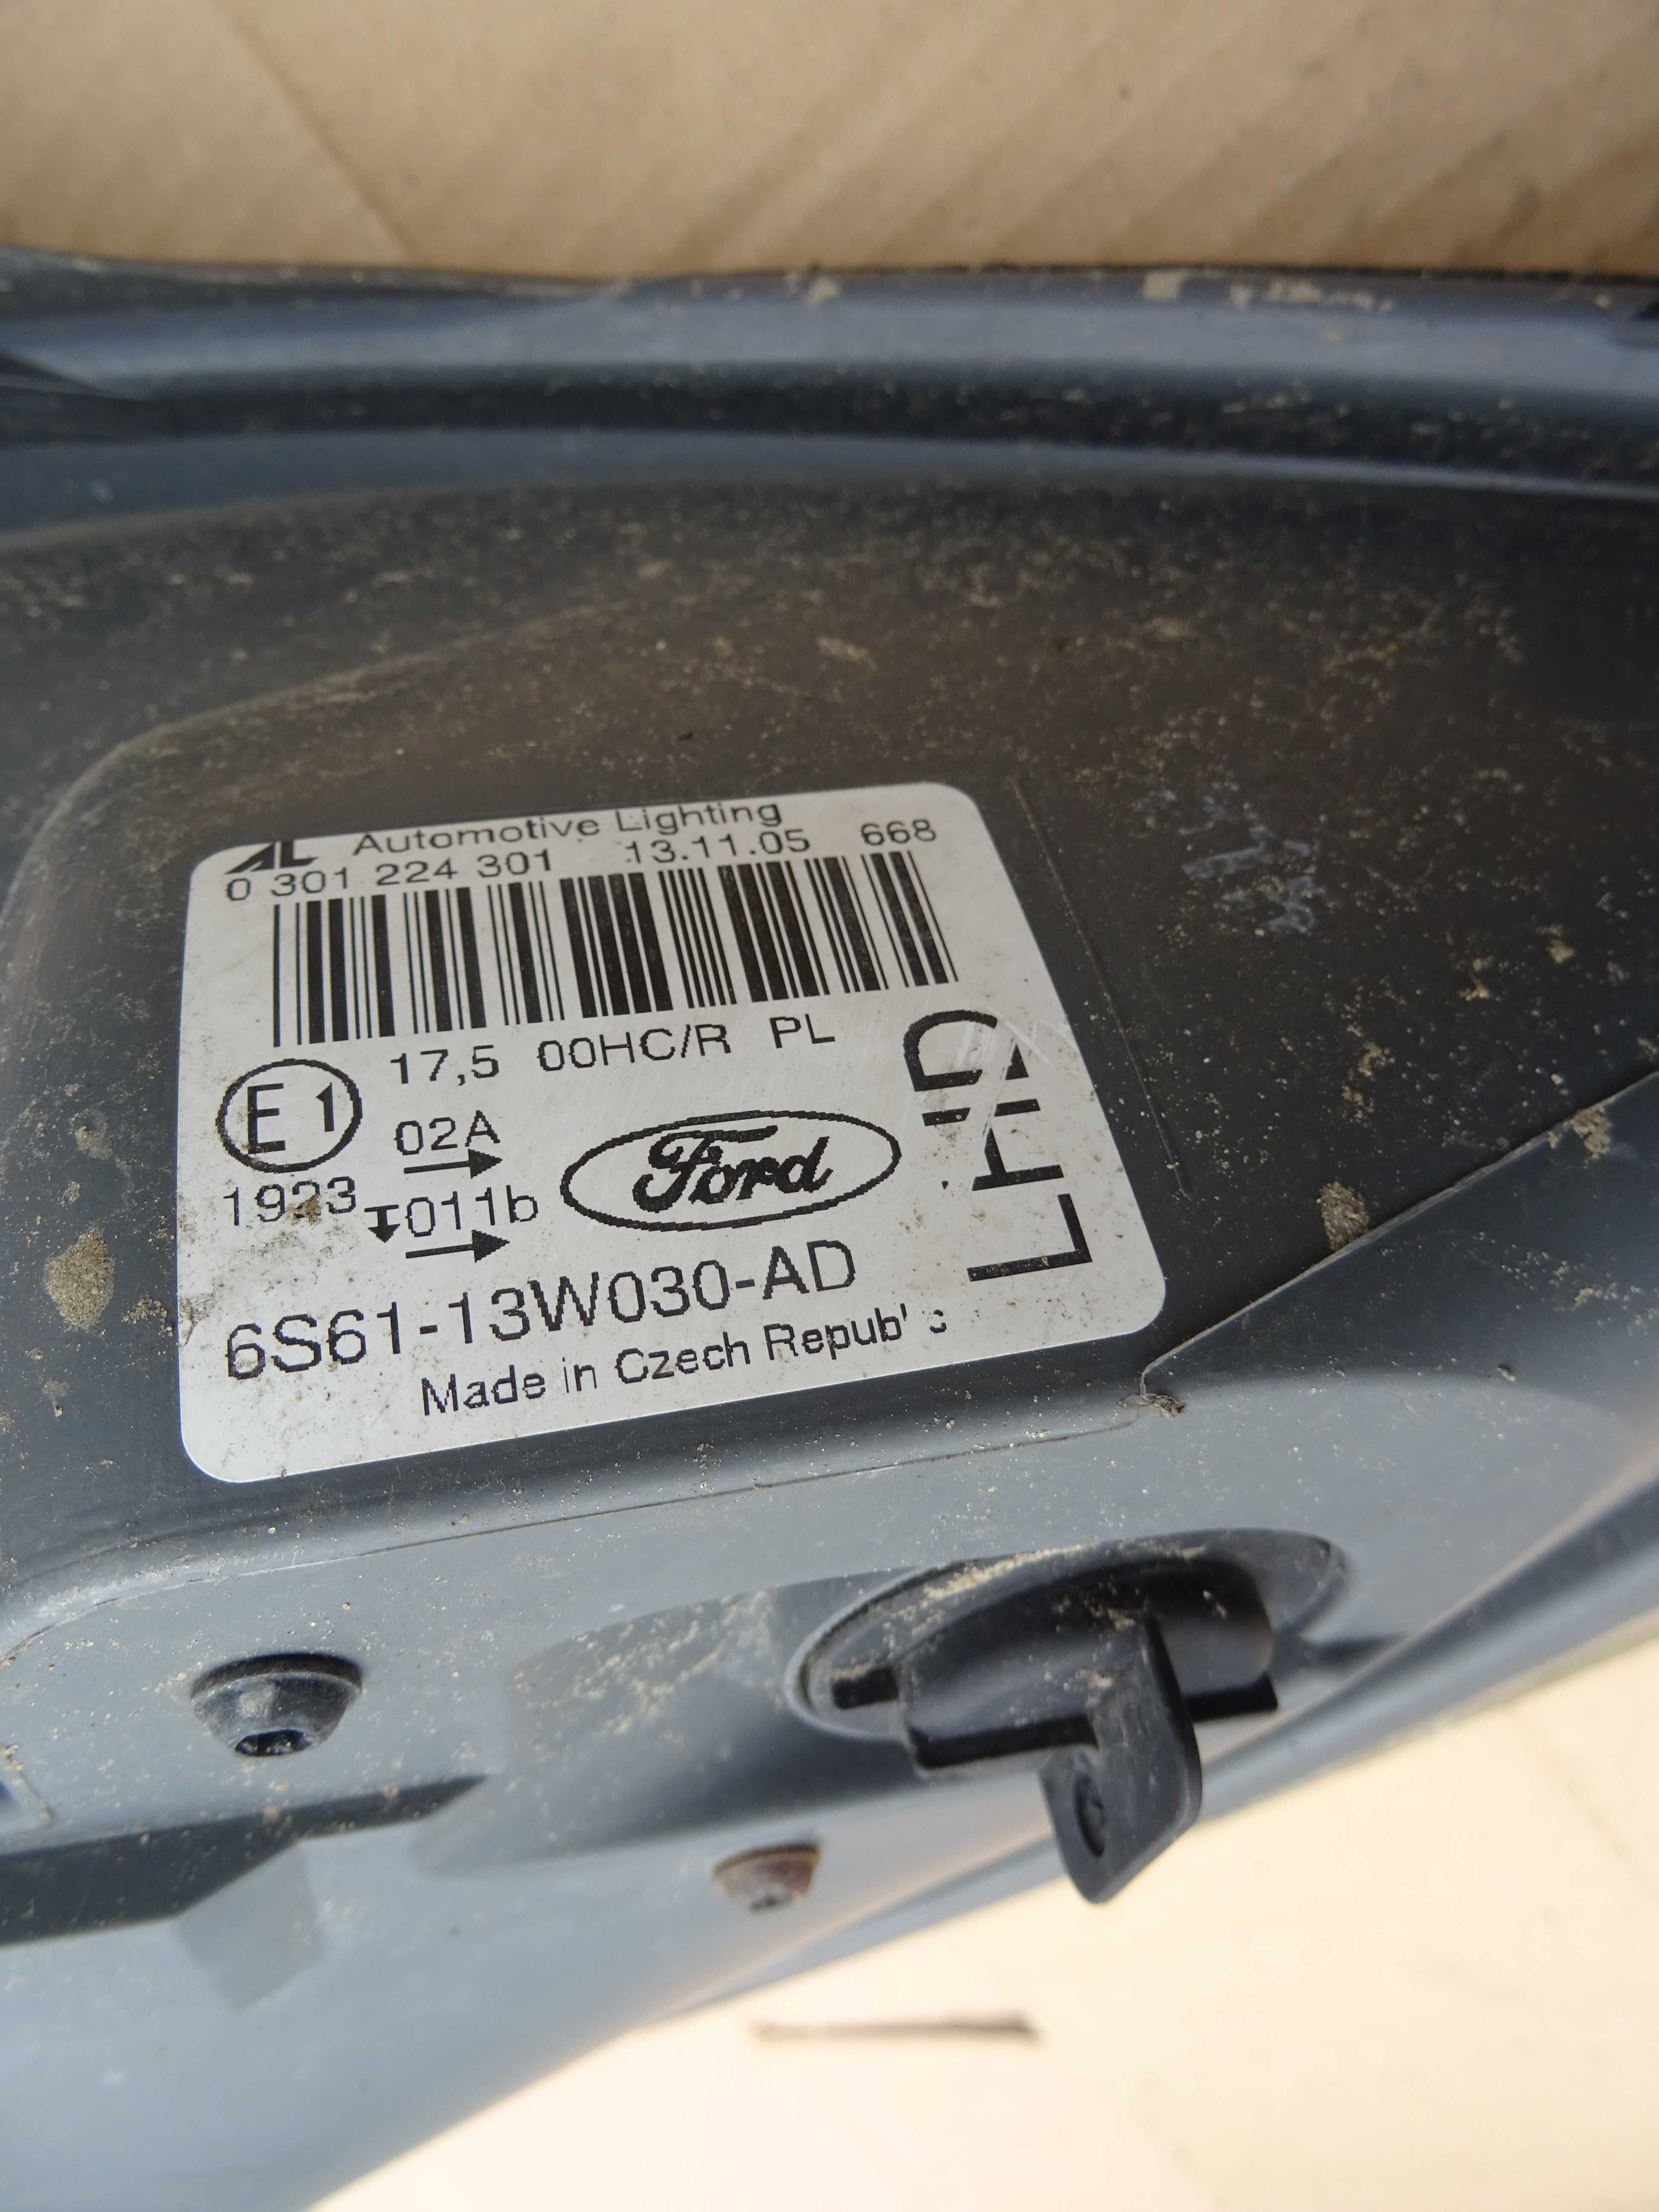 AL Automotive Lighting
0 301 224 301 13.11.05 668
17,5 00HC/R PL
E1
02A
1923
011b
Ford
LHD
6S61-13W030-AD
Made in Czech